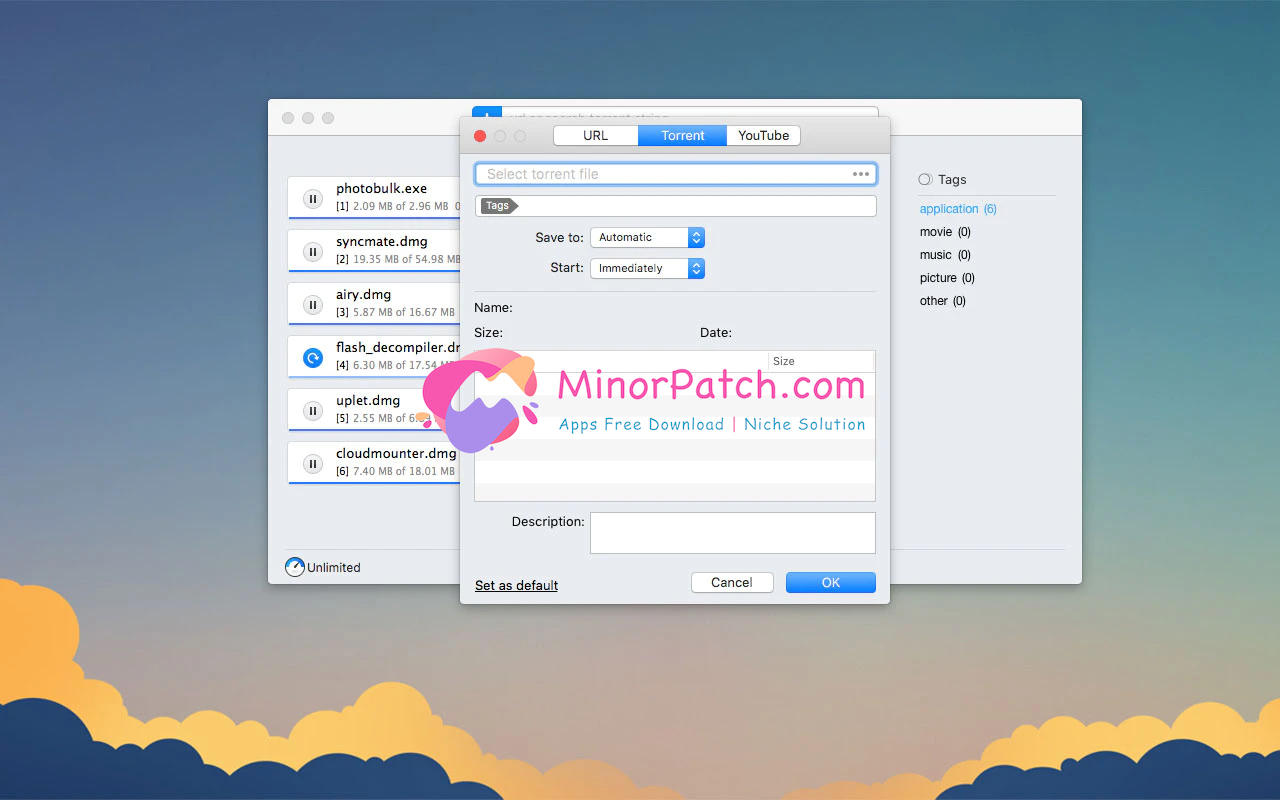 URL
Torrent
YouTube
Select torrent file
Tags
Save to: Automatic
Start: Immediately
Name:
Size:
Date:
Size
Description:
Set as default
Cancel
OK
photobulk.exe
[1] 2.09 MB of 2.96 MB
syncmate.dmg
[2] 19.35 MB of 54.98 MB
airy.dmg
[3] 5.87 MB of 16.67 MB
flash_decompiler
[4] 6.30 MB of 17.54
uplet.dmg
[5] 2.55 MB of
cloudmounter.dmg
[6] 7.40 MB of 18.01 MB
Unlimited
Tags
application (6)
movie (0)
music (0)
picture (0)
other (0)
MinorPatch.com
Apps Free Download | Niche Solution